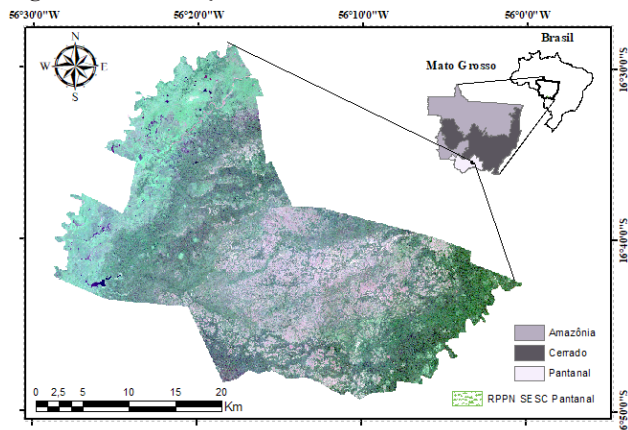 56°30'0"W 56°20'0"W 56°10'0"W 56°0'0"W
N
W E
S
Brasil
Mato Grosso
16°30'0"S
16°40'0"S
16°50'0"S
Amazônia
Cerrado
Pantanal
RPPN SESC Pantanal
0 2,5 5 10 15 20
Km